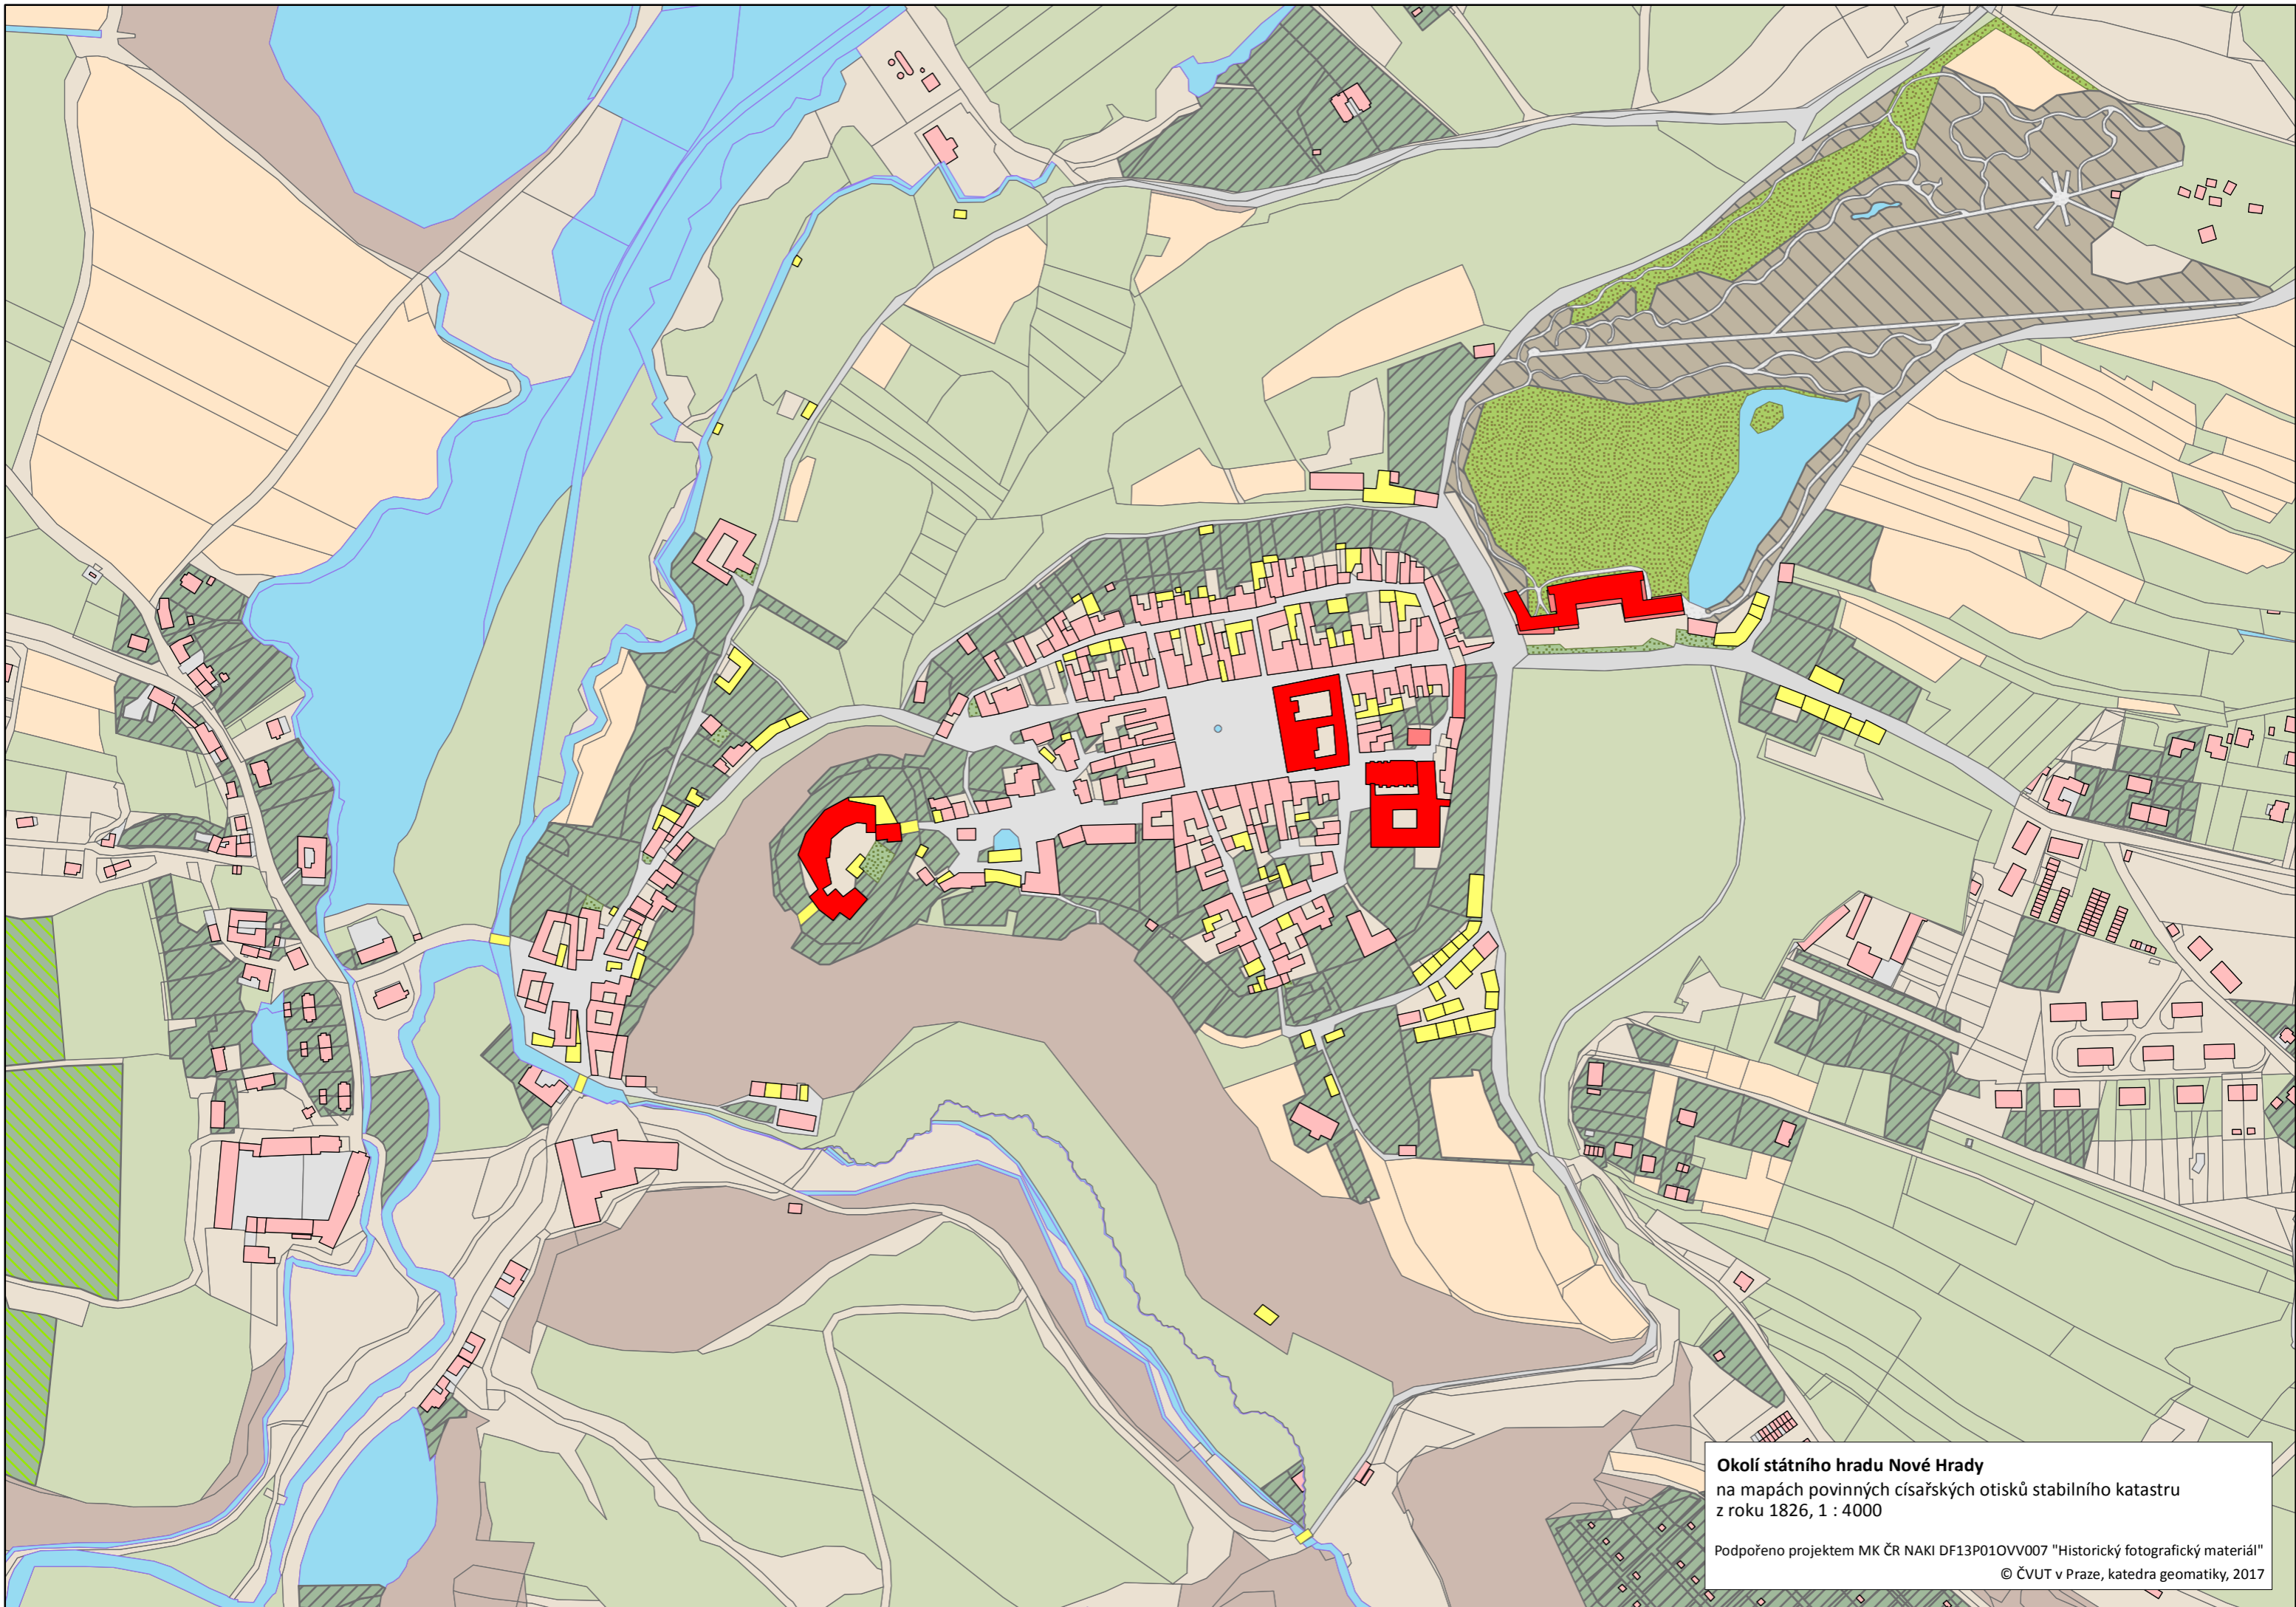 Okolí státního hradu Nové Hrady
na mapách povinných císařských otisků stabilního katastru
z roku 1826, 1 : 4000
Podpořeno projektem MK ČR NAKI DF13P01OVV007 "Historický fotografický materiál"
© ČVUT v Praze, katedra geomatiky, 2017